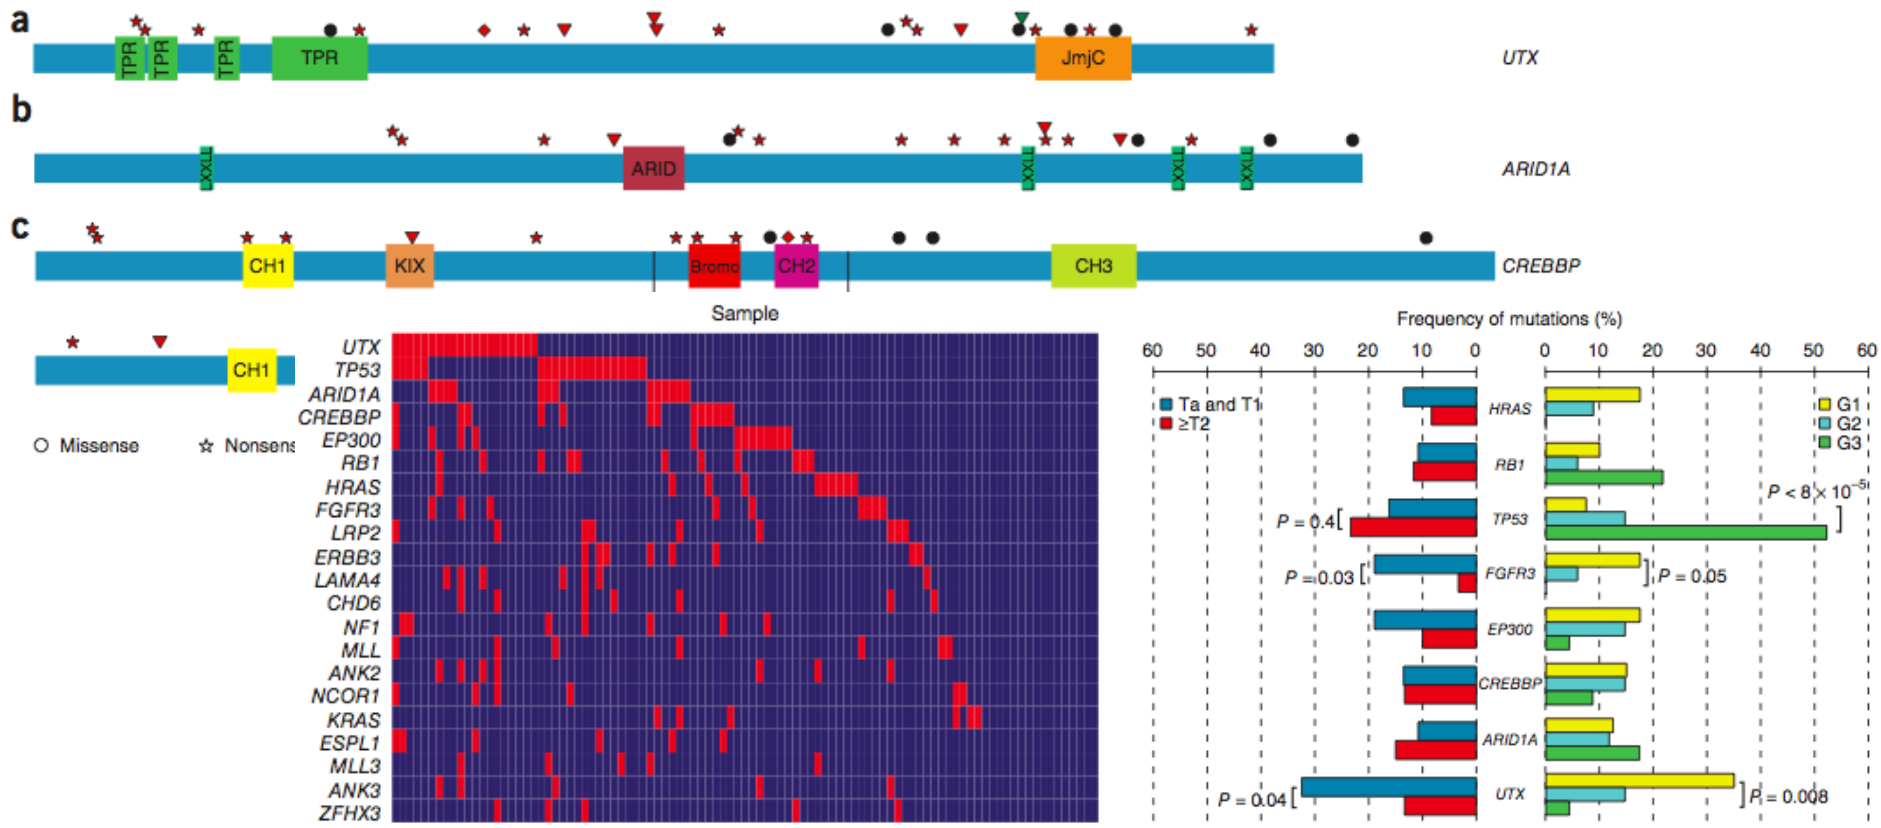 a
TPR TPR TPR TPR JmjC UTX
b
LXXLL ARID LXXLL LXXLL LXXLL ARID1A
c
CH1 KIX Bromo CH2 CH3 CREBBP
CH1
Missense Nonsens
Sample
UTX
TP53
ARID1A
CREBBP
EP300
RB1
HRAS
FGFR3
LRP2
ERBB3
LAMA4
CHD6
NF1
MLL
ANK2
NCOR1
KRAS
ESPL1
MLL3
ANK3
ZFHX3
Frequency of mutations (%)
60 50 40 30 20 10 0 0 10 20 30 40 50 60
Ta and T1
≥T2
G1
G2
G3
HRAS
RB1
P < 8 × 10⁻⁵
P = 0.4 TP53
P = 0.03 FGFR3 P = 0.05
EP300
CREBBP
ARID1A
P = 0.04 UTX P = 0.008